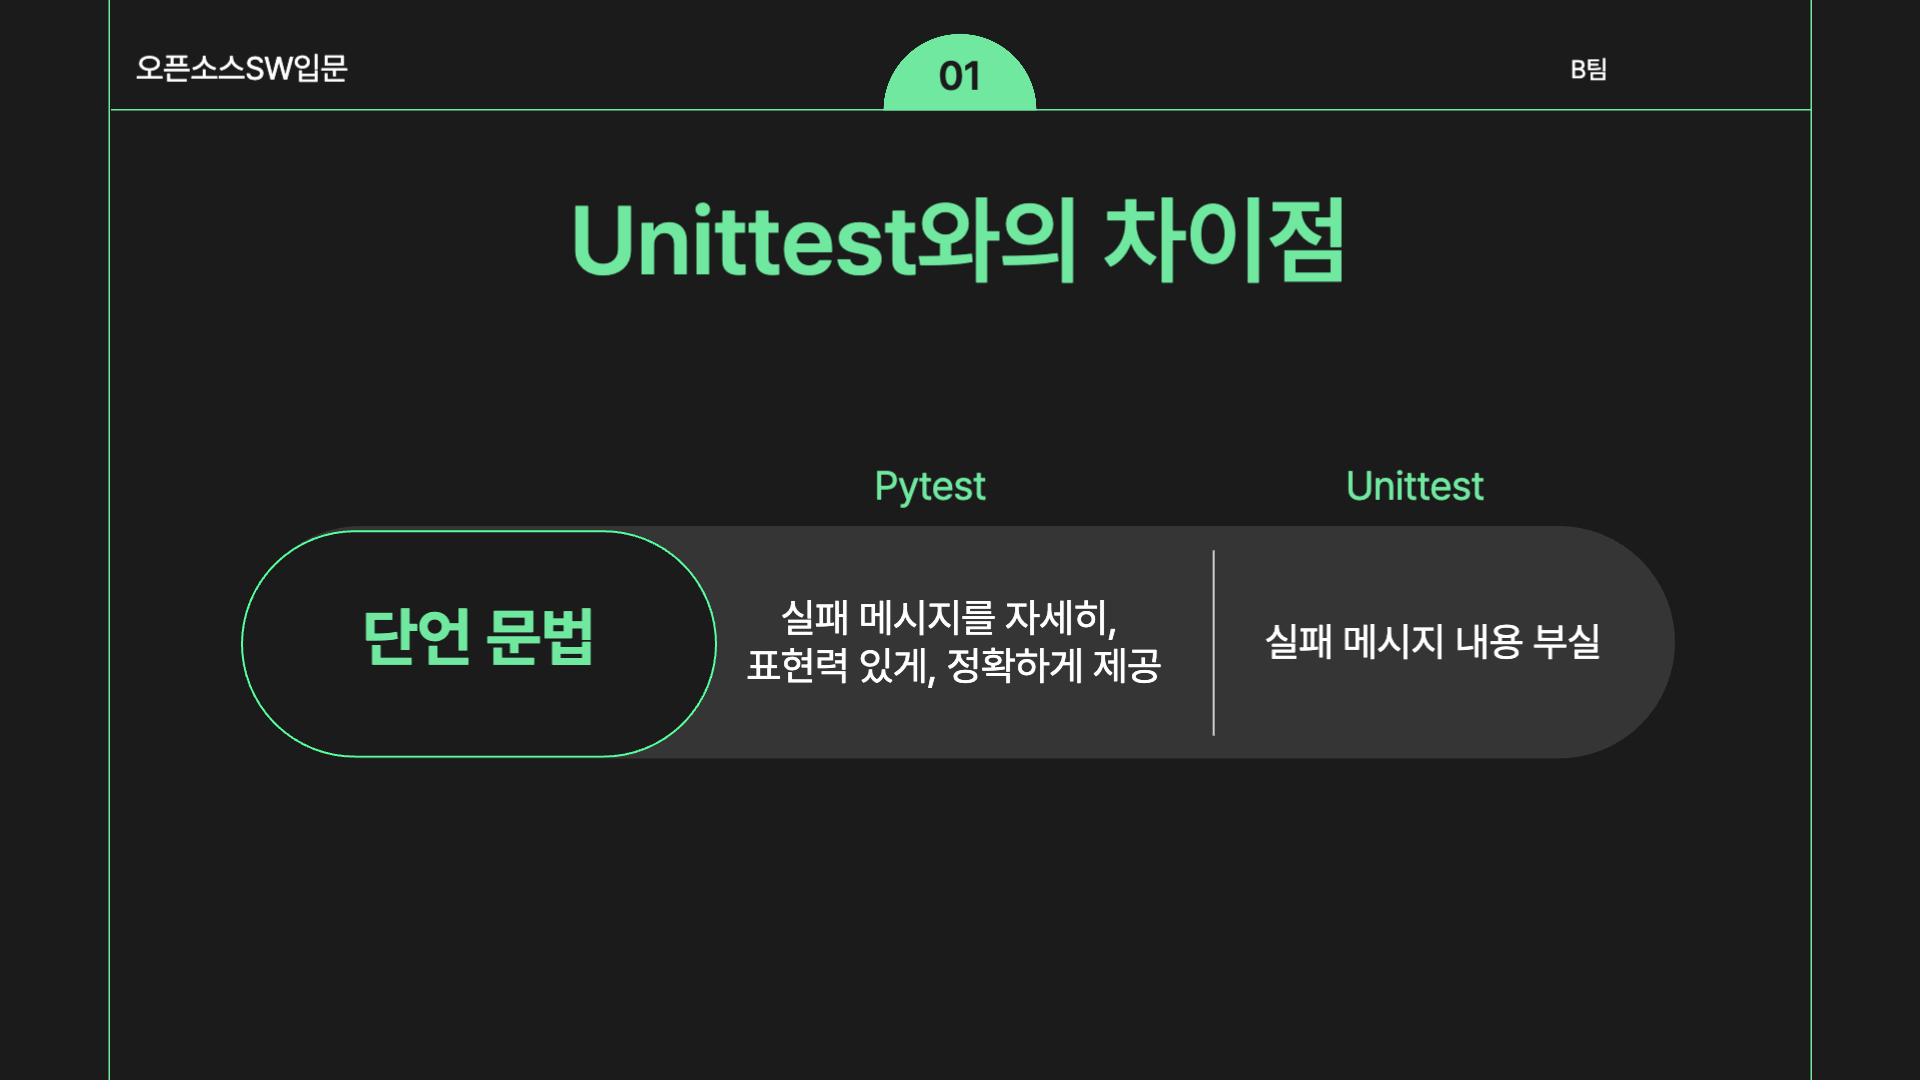 오픈소스SW입문
01
B팀
Unittest와의 차이점
Pytest
Unittest
단언 문법
실패 메시지를 자세히,
표현력 있게, 정확하게 제공
실패 메시지 내용 부실